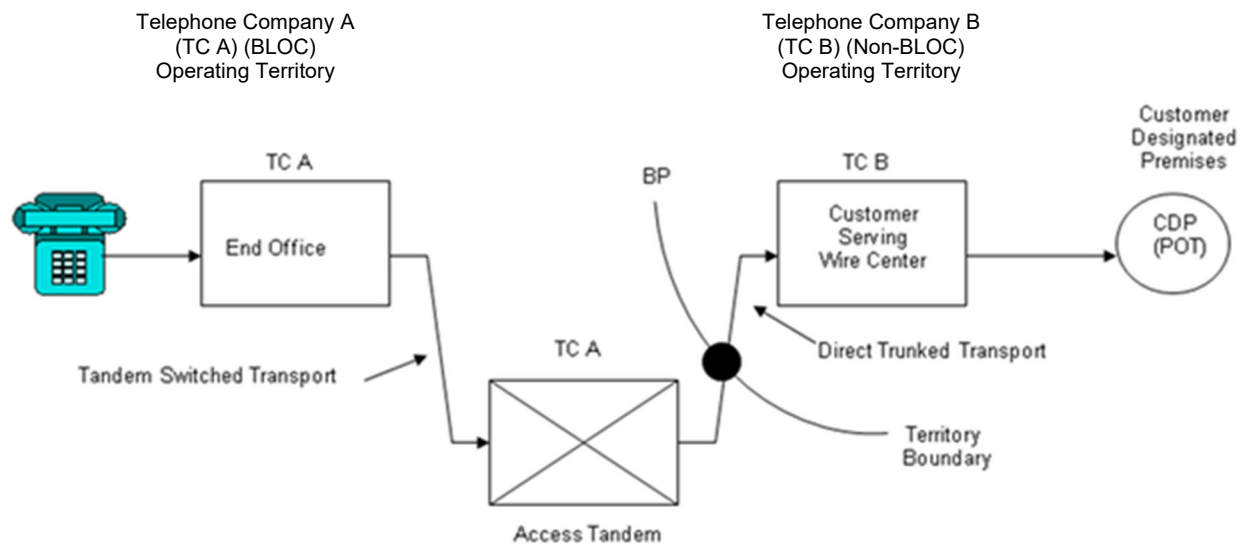 Telephone Company A
(TC A) (BLOC)
Operating Territory
Telephone Company B
(TC B) (Non-BLOC)
Operating Territory
Customer
Designated
Premises
TC A
BP
TC B
End Office
Customer
Serving
Wire Center
CDP
(POT)
Tandem Switched Transport
TC A
Direct Trunked Transport
Territory
Boundary
Access Tandem